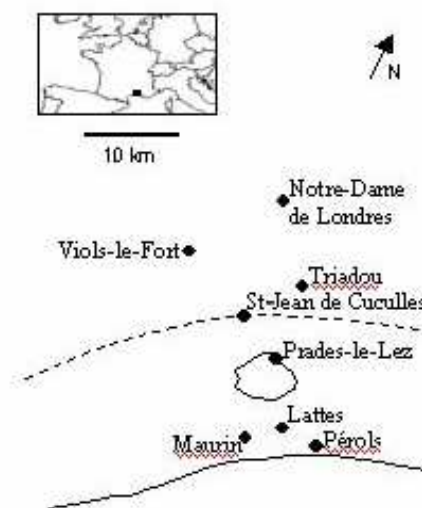 N
10 km
Notre-Dame
de Londres
Viols-le-Fort
Triadou
St-Jean de Cuculles
Prades-le-Lez
Lattes
Maurin
Pérols